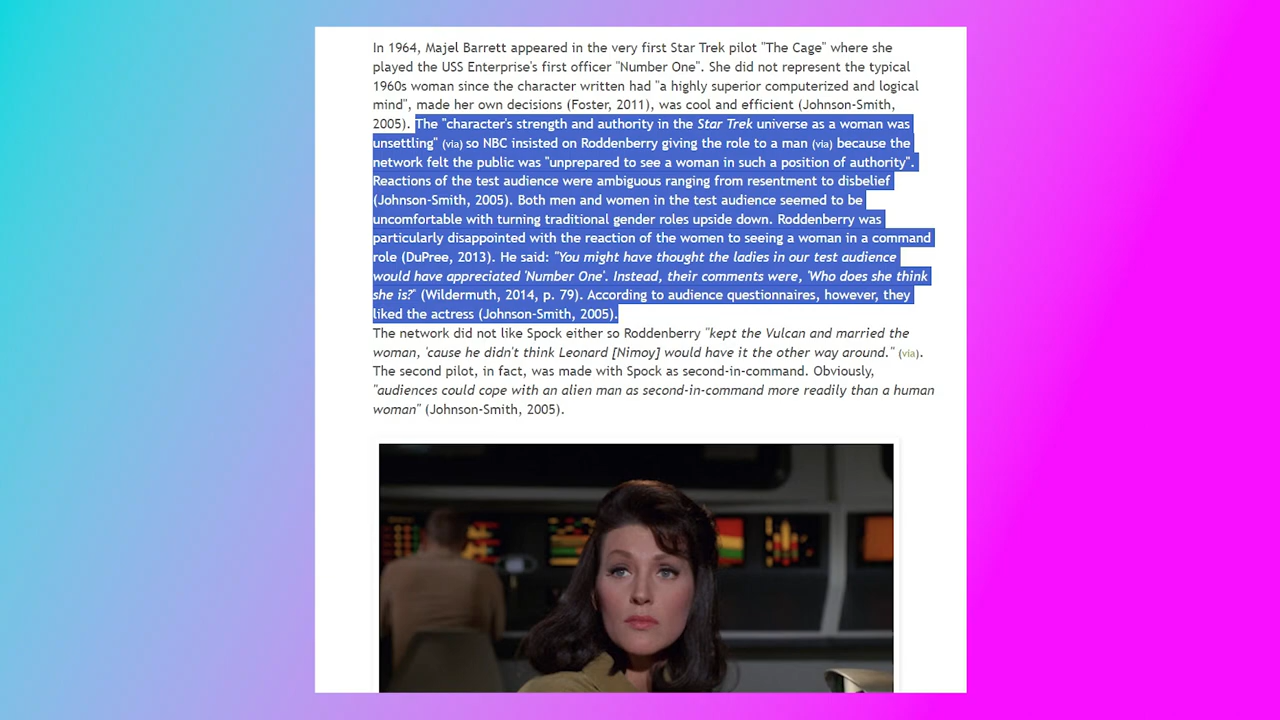 In 1964, Majel Barrett appeared in the very first Star Trek pilot "The Cage" where she
played the USS Enterprise's first officer "Number One". She did not represent the typical
1960s woman since the character written had "a highly superior computerized and logical
mind", made her own decisions (Foster, 2011), was cool and efficient (Johnson-Smith,
2005). The "character's strength and authority in the Star Trek universe as a woman was
unsettling" (via) so NBC insisted on Roddenberry giving the role to a man (via) because the
network felt the public was "unprepared to see a woman in such a position of authority".
Reactions of the test audience were ambiguous ranging from resentment to disbelief
(Johnson-Smith, 2005). Both men and women in the test audience seemed to be
uncomfortable with turning traditional gender roles upside down. Roddenberry was
particularly disappointed with the reaction of the women to seeing a woman in a command
role (DuPree, 2013). He said: "You might have thought the ladies in our test audience
would have appreciated 'Number One'. Instead, their comments were, 'Who does she think
she is?'" (Wildermuth, 2014, p. 79). According to audience questionnaires, however, they
liked the actress (Johnson-Smith, 2005).
The network did not like Spock either so Roddenberry "kept the Vulcan and married the
woman, 'cause he didn't think Leonard [Nimoy] would have it the other way around." (via).
The second pilot, in fact, was made with Spock as second-in-command. Obviously,
"audiences could cope with an alien man as second-in-command more readily than a human
woman" (Johnson-Smith, 2005).